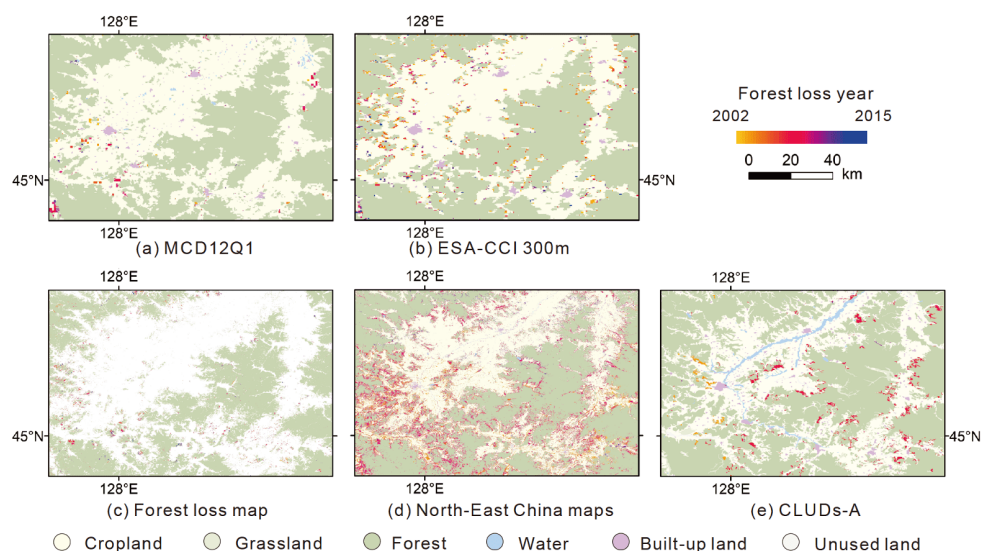 128°E
128°E
Forest loss year
2002
2015
0 20 40
km
45°N
128°E
128°E
(a) MCD12Q1
(b) ESA-CCI 300m
128°E
128°E
128°E
45°N
45°N
128°E
128°E
128°E
(c) Forest loss map
(d) North-East China maps
(e) CLUDs-A
Cropland
Grassland
Forest
Water
Built-up land
Unused land